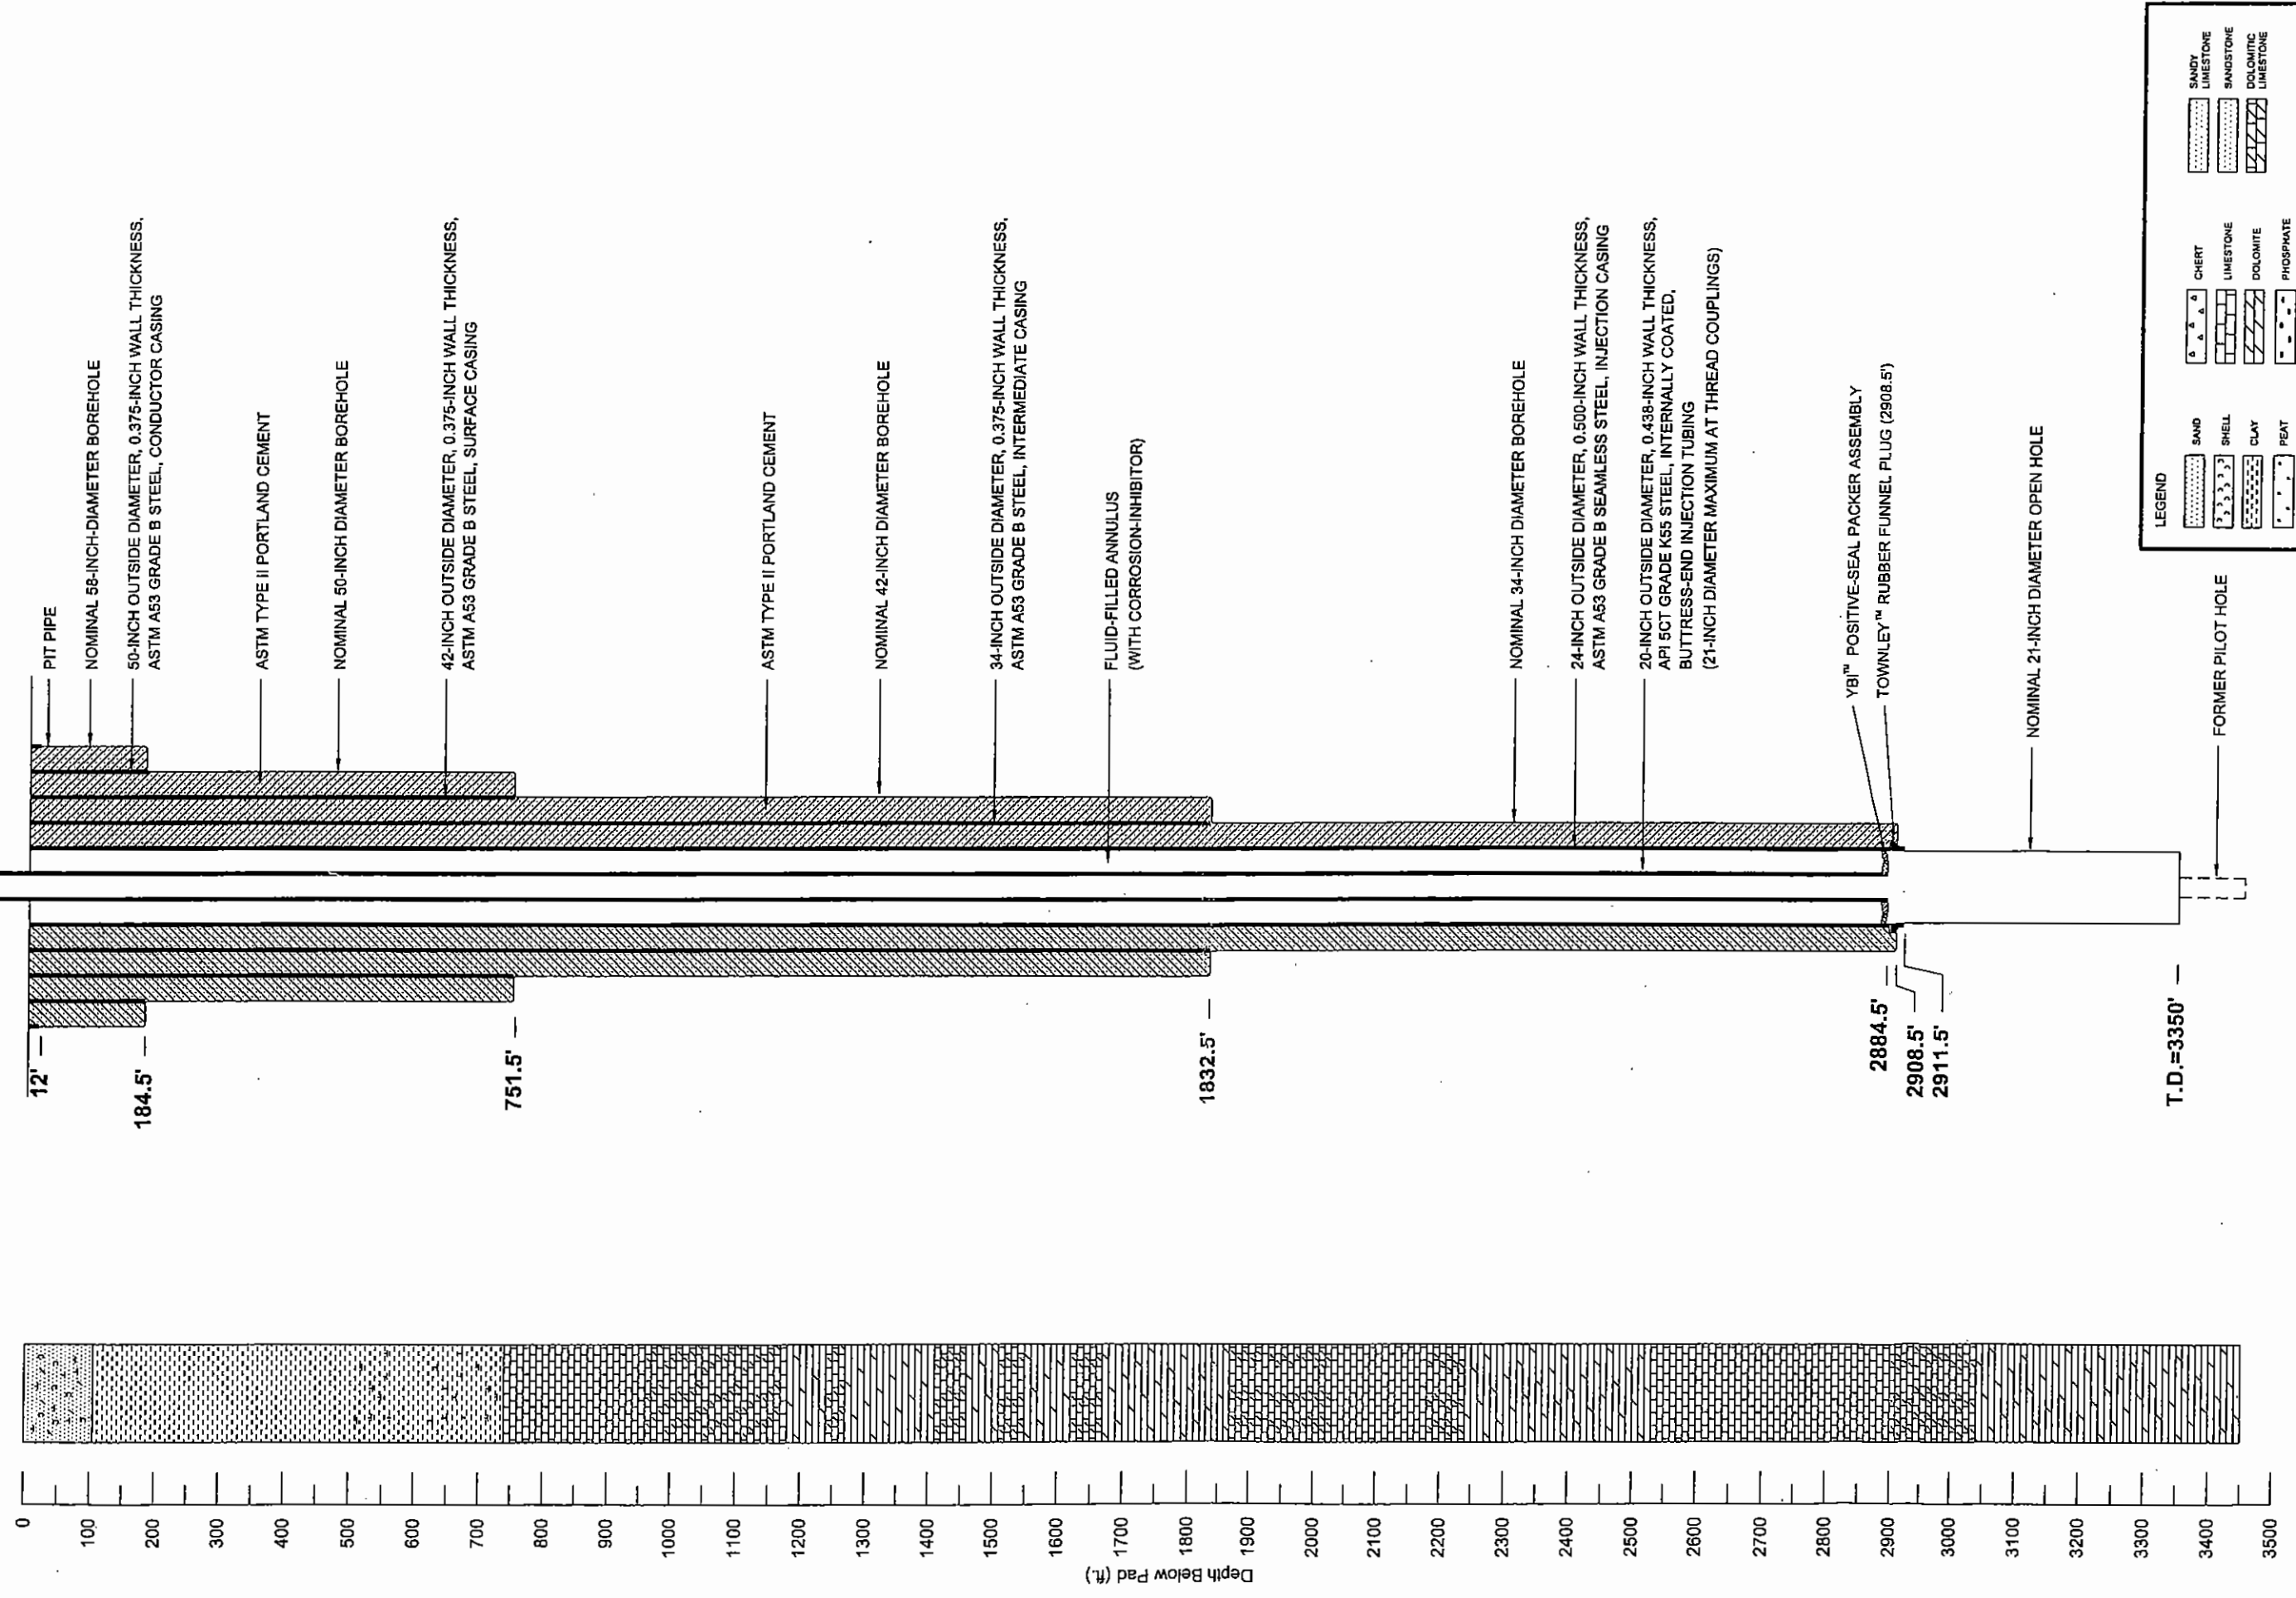 PIT PIPE
NOMINAL 58-INCH-DIAMETER BOREHOLE
50-INCH OUTSIDE DIAMETER, 0.375-INCH WALL THICKNESS,
ASTM A53 GRADE B STEEL, CONDUCTOR CASING
ASTM TYPE II PORTLAND CEMENT
NOMINAL 50-INCH DIAMETER BOREHOLE
42-INCH OUTSIDE DIAMETER, 0.375-INCH WALL THICKNESS,
ASTM A53 GRADE B STEEL, SURFACE CASING
ASTM TYPE II PORTLAND CEMENT
NOMINAL 42-INCH DIAMETER BOREHOLE
34-INCH OUTSIDE DIAMETER, 0.375-INCH WALL THICKNESS,
ASTM A53 GRADE B STEEL, INTERMEDIATE CASING
FLUID-FILLED ANNULUS
(WITH CORROSION-INHIBITOR)
NOMINAL 34-INCH DIAMETER BOREHOLE
24-INCH OUTSIDE DIAMETER, 0.500-INCH WALL THICKNESS,
ASTM A53 GRADE B SEAMLESS STEEL, INJECTION CASING
20-INCH OUTSIDE DIAMETER, 0.438-INCH WALL THICKNESS,
API 5CT GRADE K55 STEEL, INTERNALLY COATED,
BUTTRESS-END INJECTION TUBING
(21-INCH DIAMETER MAXIMUM AT THREAD COUPLINGS)
YBI™ POSITIVE-SEAL PACKER ASSEMBLY
TOWNLEY™ RUBBER FUNNEL PLUG (2908.5')
NOMINAL 21-INCH DIAMETER OPEN HOLE
FORMER PILOT HOLE
12'
184.5'
751.5'
1832.5'
2884.5'
2908.5'
2911.5'
T.D.=3350'
0
100
200
300
400
500
600
700
800
900
1000
1100
1200
1300
1400
1500
1600
1700
1800
1900
2000
2100
2200
2300
2400
2500
2600
2700
2800
2900
3000
3100
3200
3300
3400
3500
Depth Below Pad (ft.)
LEGEND
SAND
SHELL
CLAY
PEAT
CHERT
LIMESTONE
DOLOMITE
PHOSPHATE
SANDY
LIMESTONE
SANDSTONE
DOLOMITIC
LIMESTONE